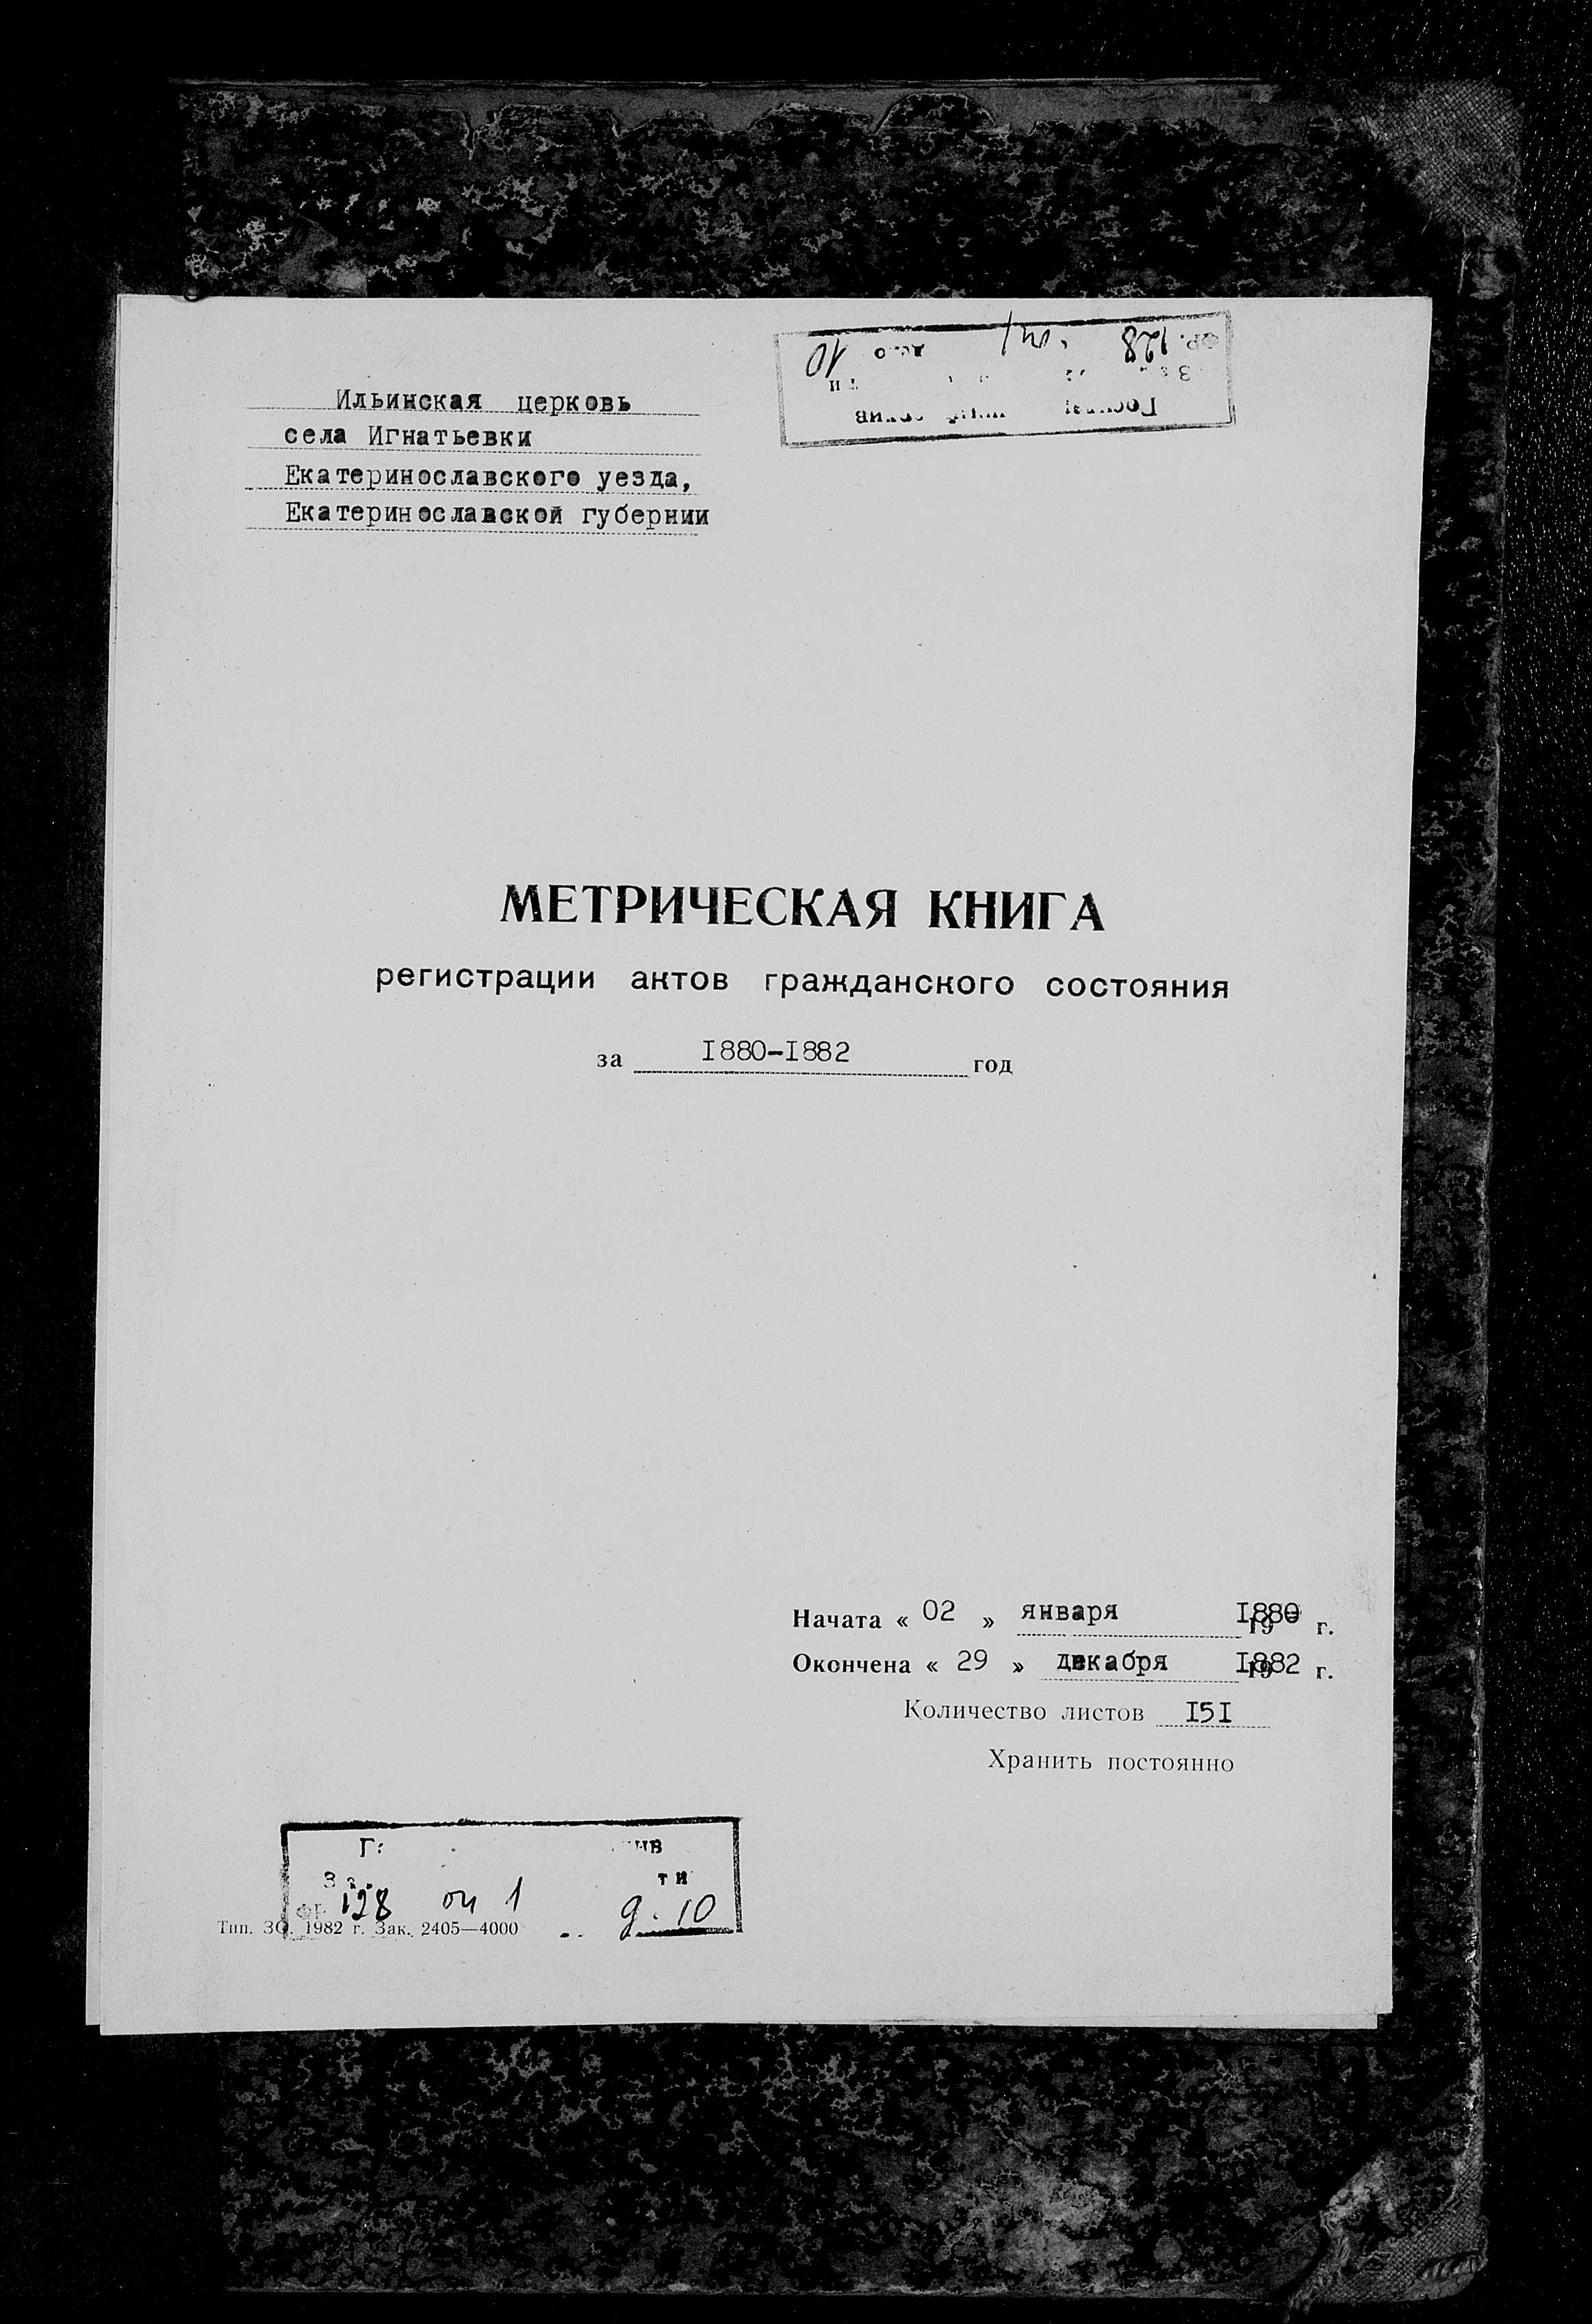 Ильинская церковь
села Игнатьевки
Екатеринославского уезда,
Екатеринославской губернии
128 10
МЕТРИЧЕСКАЯ КНИГА
регистрации актов гражданского состояния
за 1880-1882 год
Начата « 02 » января 1880 г.
Окончена « 29 » декабря 1882 г.
Количество листов 151
Хранить постоянно
128 оп 1 д. 10
Тип. ЗО. 1982 г. Зак. 2405—4000